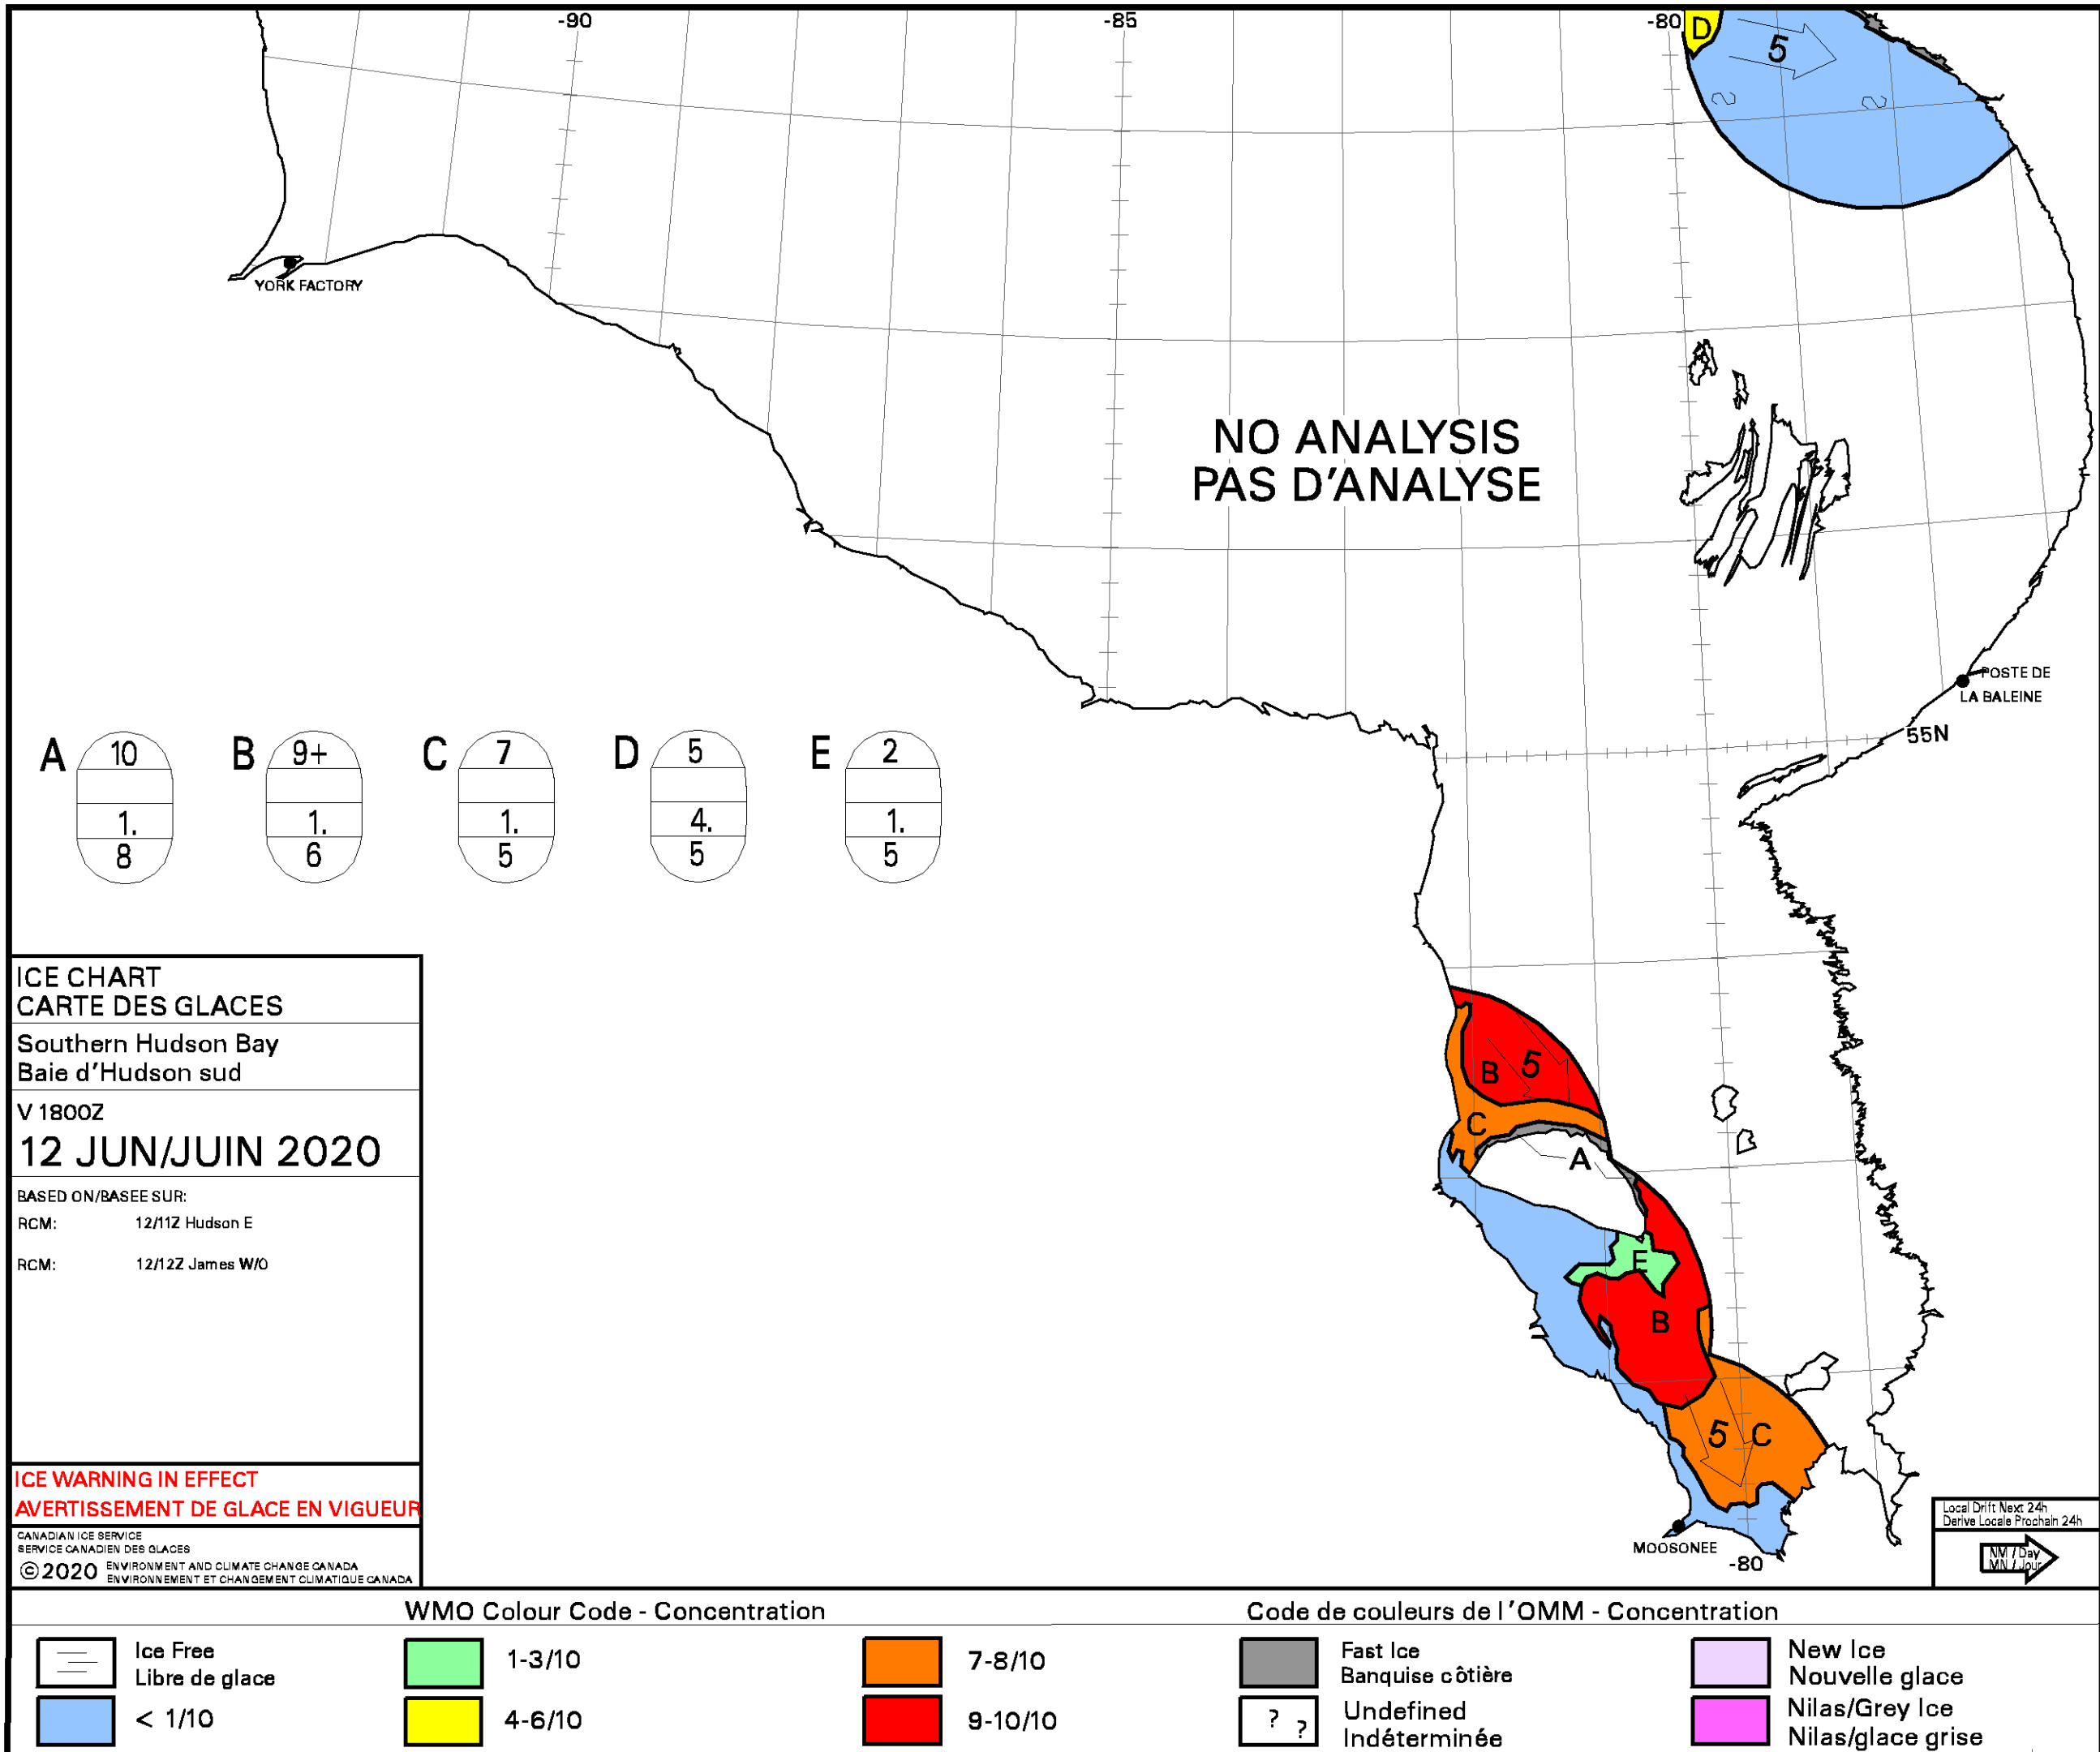 -90
-85
-80
D
5
YORK FACTORY
NO ANALYSIS
PAS D'ANALYSE
POSTE DE
LA BALEINE
55N
A
10
1.
8
B
9+
1.
6
C
7
1.
5
D
5
4.
5
E
2
1.
5
ICE CHART
CARTE DES GLACES
Southern Hudson Bay
Baie d'Hudson sud
V 1800Z
12 JUN/JUIN 2020
BASED ON/BASEE SUR:
RCM: 12/11Z Hudson E
RCM: 12/12Z James W/O
ICE WARNING IN EFFECT
AVERTISSEMENT DE GLACE EN VIGUEUR
CANADIAN ICE SERVICE
SERVICE CANADIEN DES GLACES
© 2020 ENVIRONMENT AND CLIMATE CHANGE CANADA
ENVIRONNEMENT ET CHANGEMENT CLIMATIQUE CANADA
B 5
C
A
E
B
5 C
MOOSONEE
-80
Local Drift Next 24h
Derive Locale Prochain 24h
NM / Day
MN / Jour
WMO Colour Code - Concentration
Code de couleurs de l'OMM - Concentration
Ice Free
Libre de glace
< 1/10
1-3/10
4-6/10
7-8/10
9-10/10
Fast Ice
Banquise côtière
? ?
Undefined
Indéterminée
New Ice
Nouvelle glace
Nilas/Grey Ice
Nilas/glace grise